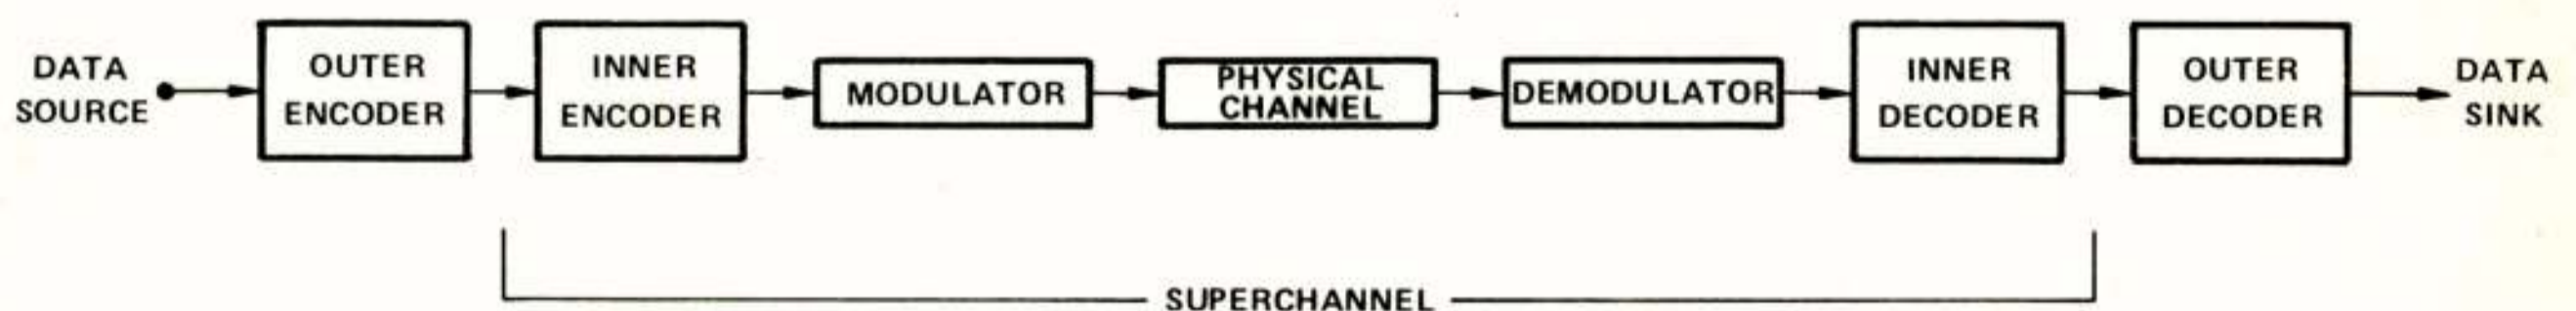 DATA
SOURCE
OUTER
ENCODER
INNER
ENCODER
MODULATOR
PHYSICAL
CHANNEL
DEMODULATOR
INNER
DECODER
OUTER
DECODER
DATA
SINK
SUPERCHANNEL